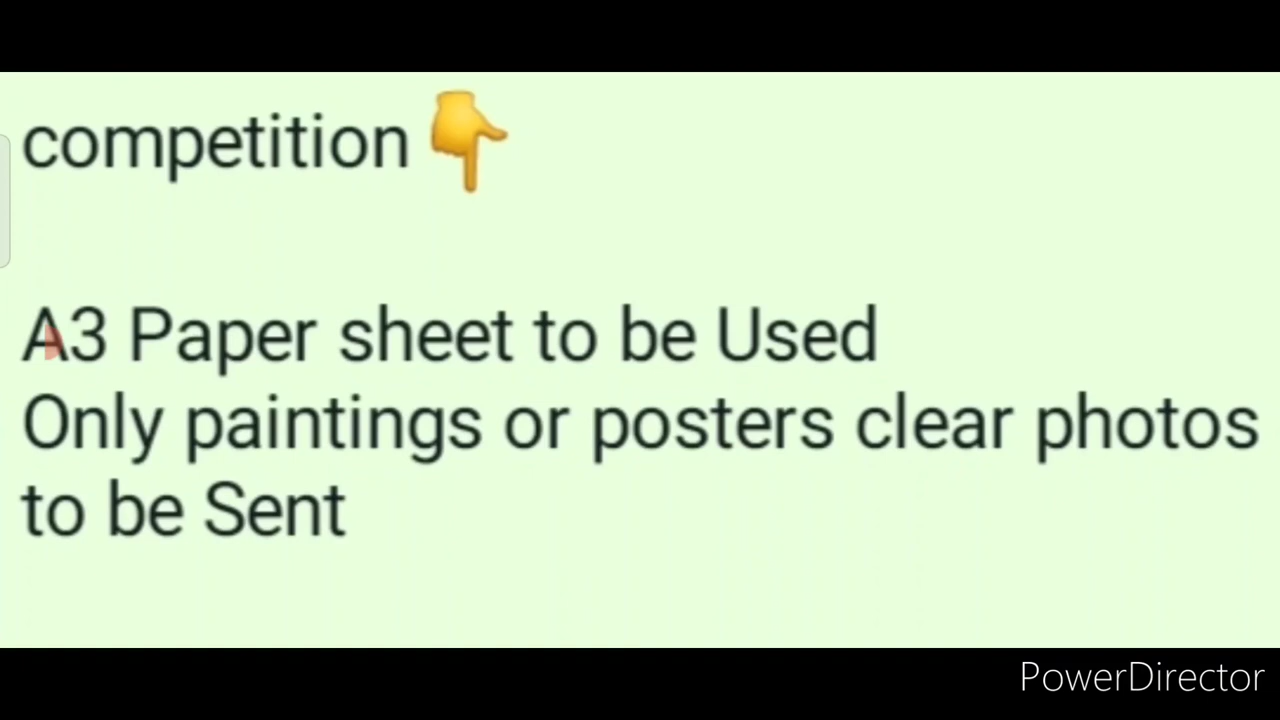 competition 👇
A3 Paper sheet to be Used
Only paintings or posters clear photos
to be Sent
PowerDirector